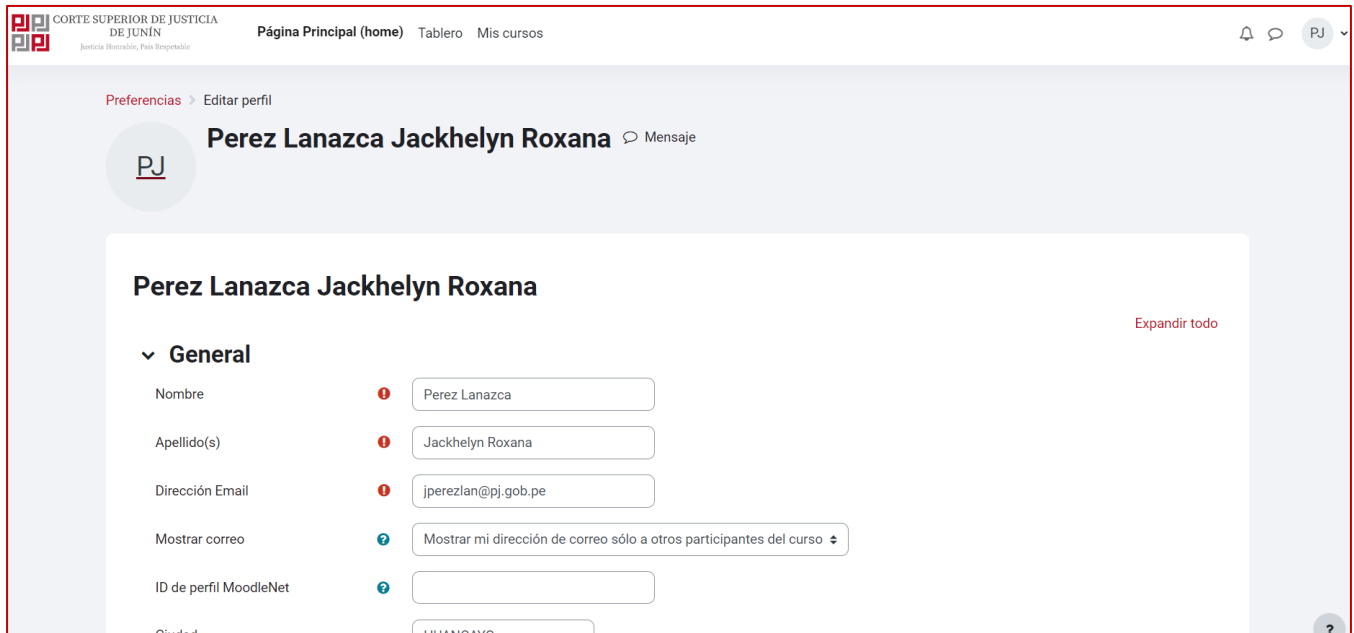 CORTE SUPERIOR DE JUSTICIA
DE JUNÍN
Justicia Honorable, País Respetable
Página Principal (home) Tablero Mis cursos
PJ
Preferencias > Editar perfil
PJ
Perez Lanazca Jackhelyn Roxana Mensaje
Perez Lanazca Jackhelyn Roxana
Expandir todo
General
Nombre Perez Lanazca
Apellido(s) Jackhelyn Roxana
Dirección Email jperezlan@pj.gob.pe
Mostrar correo ? Mostrar mi dirección de correo sólo a otros participantes del curso
ID de perfil MoodleNet ?
Ciudad HUANCAYO
?